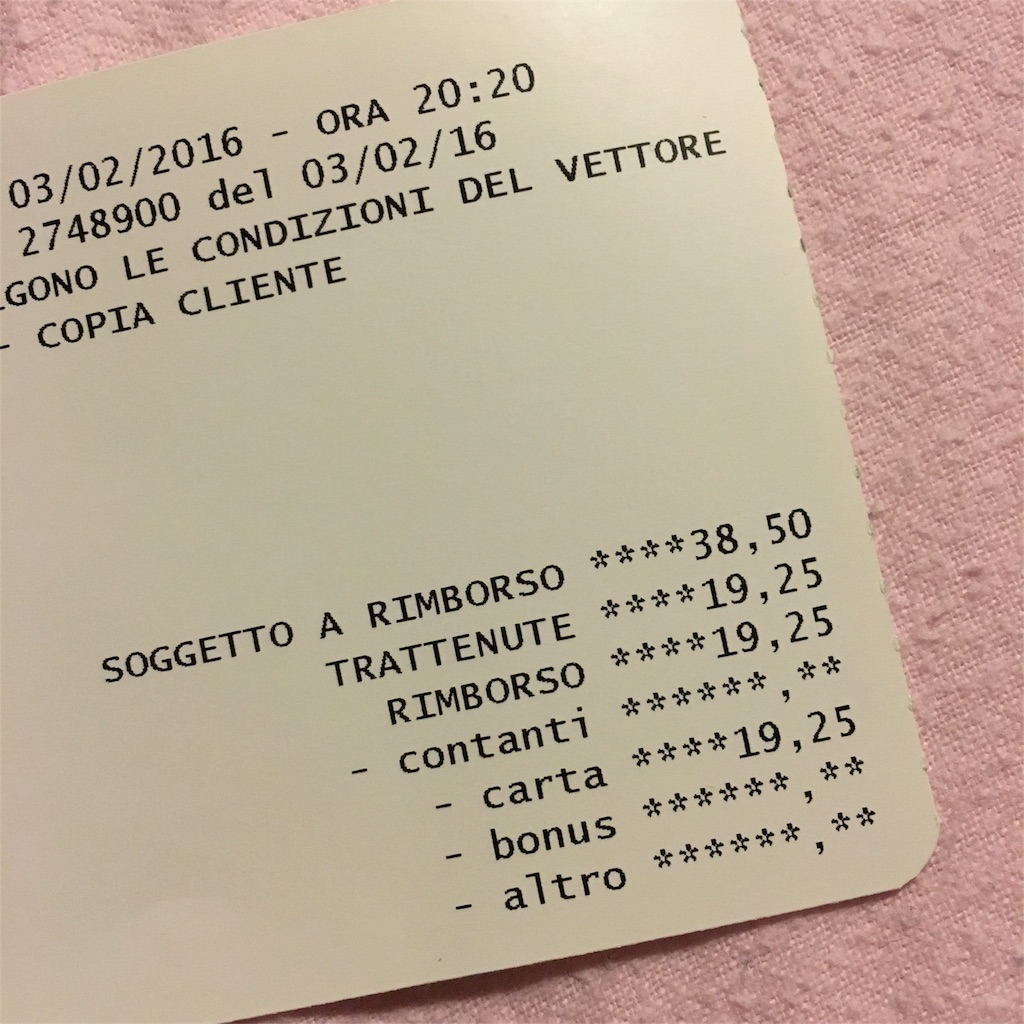 03/02/2016 - ORA 20:20
2748900 del 03/02/16
LGONO LE CONDIZIONI DEL VETTORE
- COPIA CLIENTE
SOGGETTO A RIMBORSO ****38,50
TRATTENUTE ****19,25
RIMBORSO ****19,25
- contanti ******,**
- carta ****19,25
- bonus ******,**
- altro ******,**